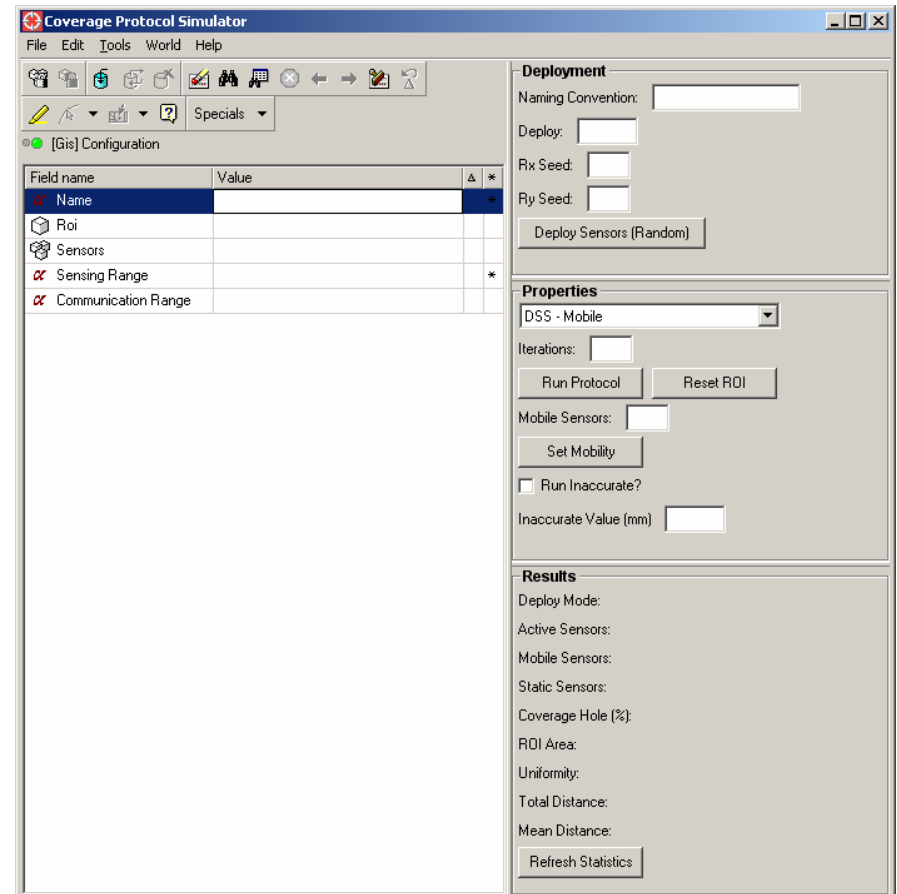 Coverage Protocol Simulator
File Edit Tools World Help
Specials
[Gis] Configuration
Field name Value Δ *
α Name *
Roi
Sensors
α Sensing Range *
α Communication Range
Deployment
Naming Convention:
Deploy:
Rx Seed:
Ry Seed:
Deploy Sensors (Random)
Properties
DSS - Mobile
Iterations:
Run Protocol Reset ROI
Mobile Sensors:
Set Mobility
Run Inaccurate?
Inaccurate Value (mm)
Results
Deploy Mode:
Active Sensors:
Mobile Sensors:
Static Sensors:
Coverage Hole (%):
ROI Area:
Uniformity:
Total Distance:
Mean Distance:
Refresh Statistics